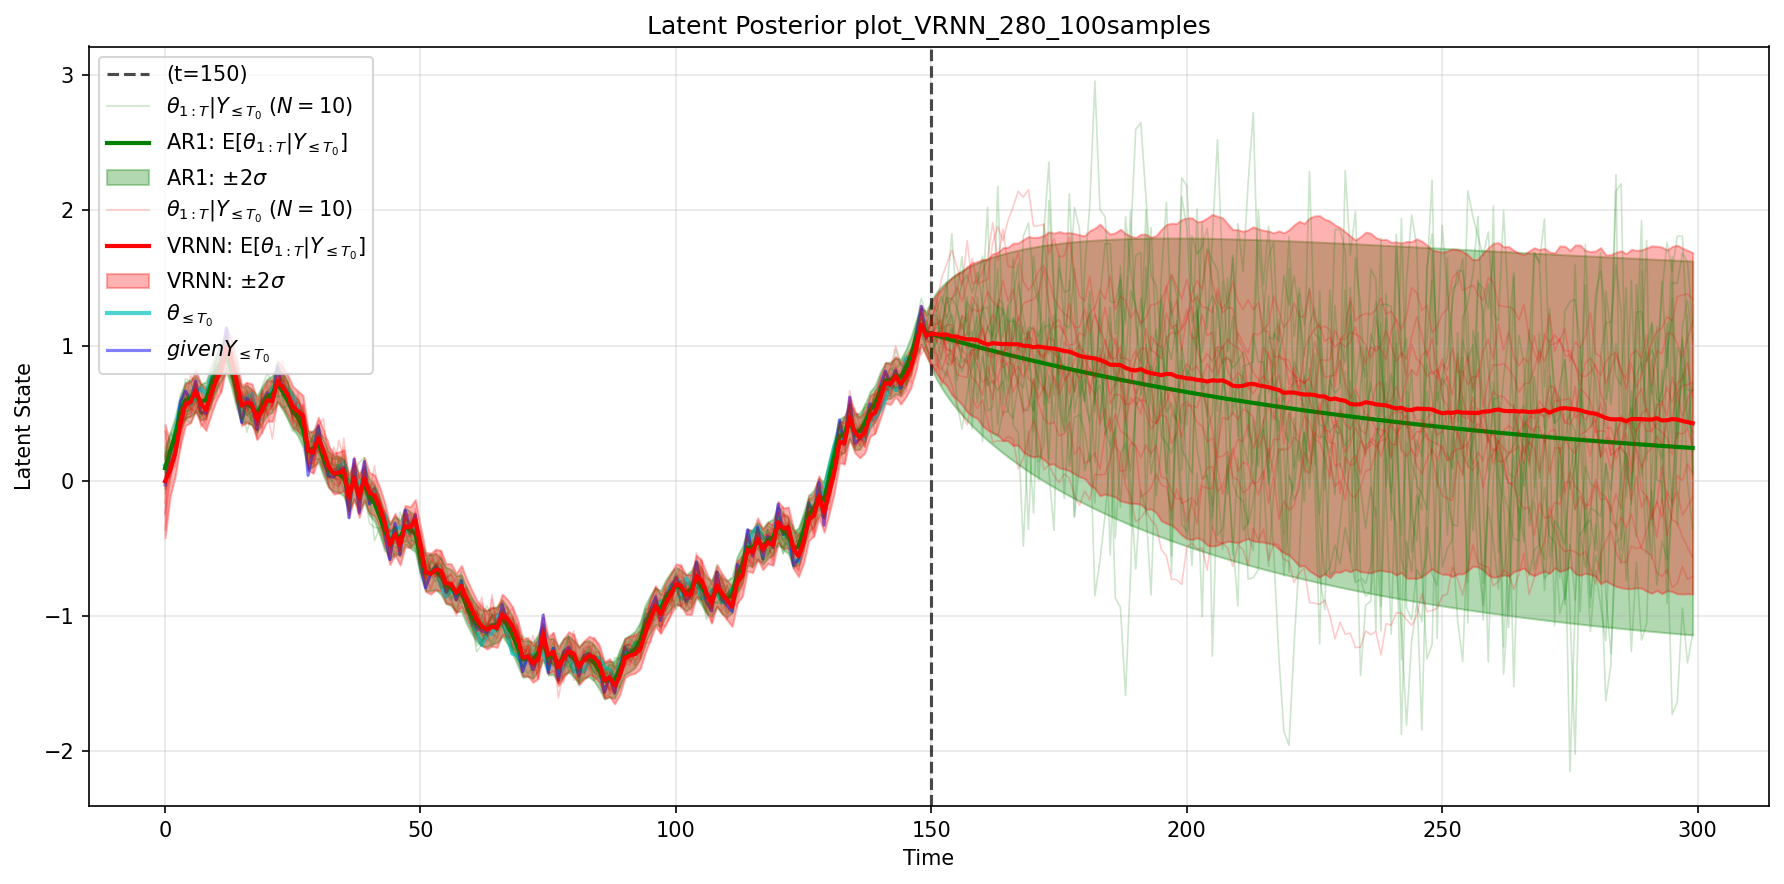 Latent Posterior plot_VRNN_280_100samples
(t=150)
θ₁:T|Y≤T₀ (N = 10)
AR1: E[θ₁:T|Y≤T₀]
AR1: ±2σ
θ₁:T|Y≤T₀ (N = 10)
VRNN: E[θ₁:T|Y≤T₀]
VRNN: ±2σ
θ≤T₀
givenY≤T₀
Latent State
3
2
1
0
−1
−2
0 50 100 150 200 250 300
Time